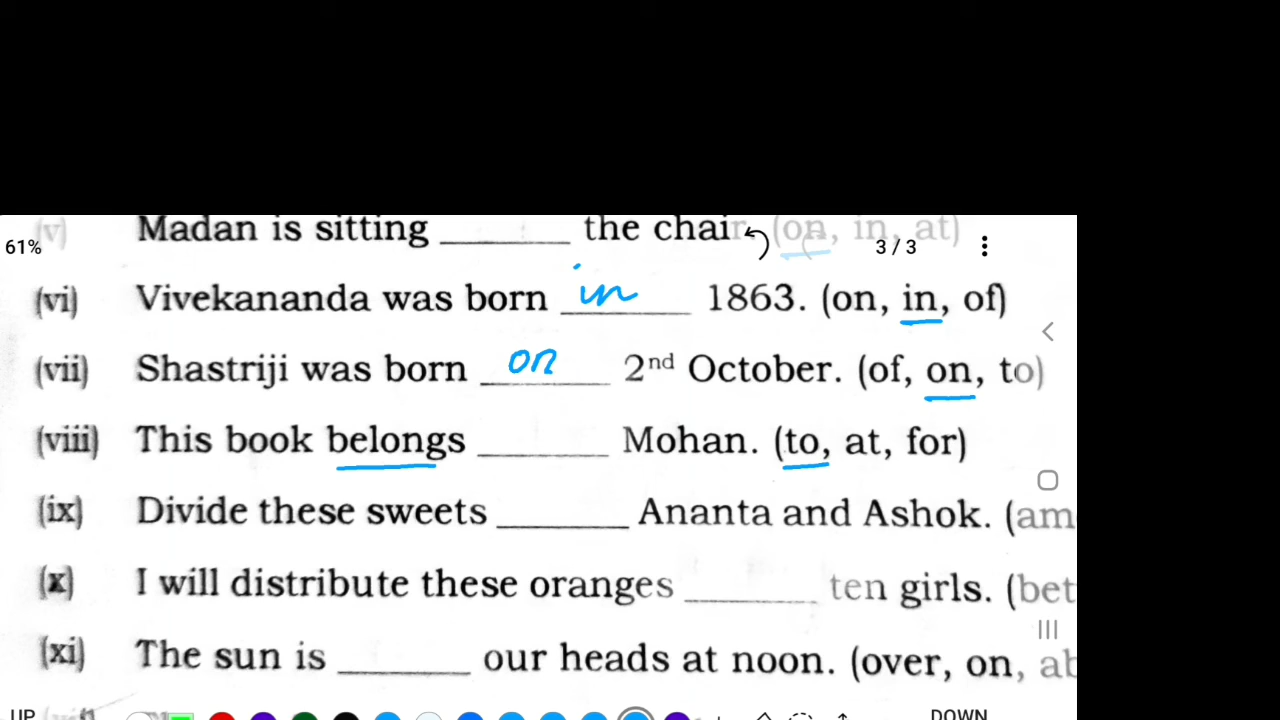 (v) Madan is sitting ______ the chair. (on, in, at)
61% 3/3
(vi) Vivekananda was born in 1863. (on, in, of)
(vii) Shastriji was born on 2nd October. (of, on, to)
(viii) This book belongs ______ Mohan. (to, at, for)
(ix) Divide these sweets ______ Ananta and Ashok. (am
(x) I will distribute these oranges ______ ten girls. (bet
(xi) The sun is ______ our heads at noon. (over, on, ab
UP DOWN